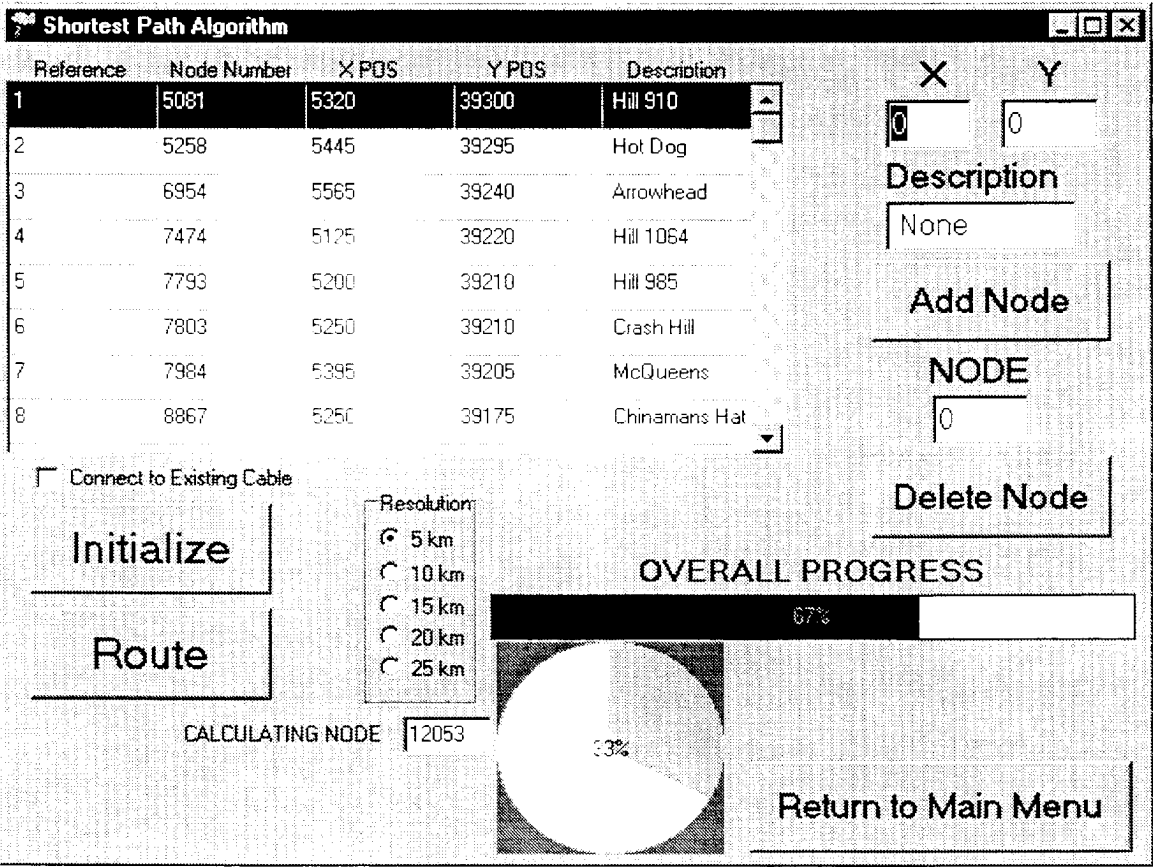 Shortest Path Algorithm
Reference Node Number X POS Y POS Description
1 5081 5320 39300 Hill 910
2 5258 5445 39295 Hot Dog
3 6954 5565 39240 Arrowhead
4 7474 5125 39220 Hill 1064
5 7793 5200 39210 Hill 985
6 7803 5250 39210 Crash Hill
7 7984 5395 39205 McQueens
8 8867 5250 39175 Chinamans Hat
X Y
0 0
Description
None
Add Node
NODE
0
Delete Node
Connect to Existing Cable
Initialize
Route
Resolution
5 km
10 km
15 km
20 km
25 km
OVERALL PROGRESS
67%
33%
CALCULATING NODE 12053
Return to Main Menu